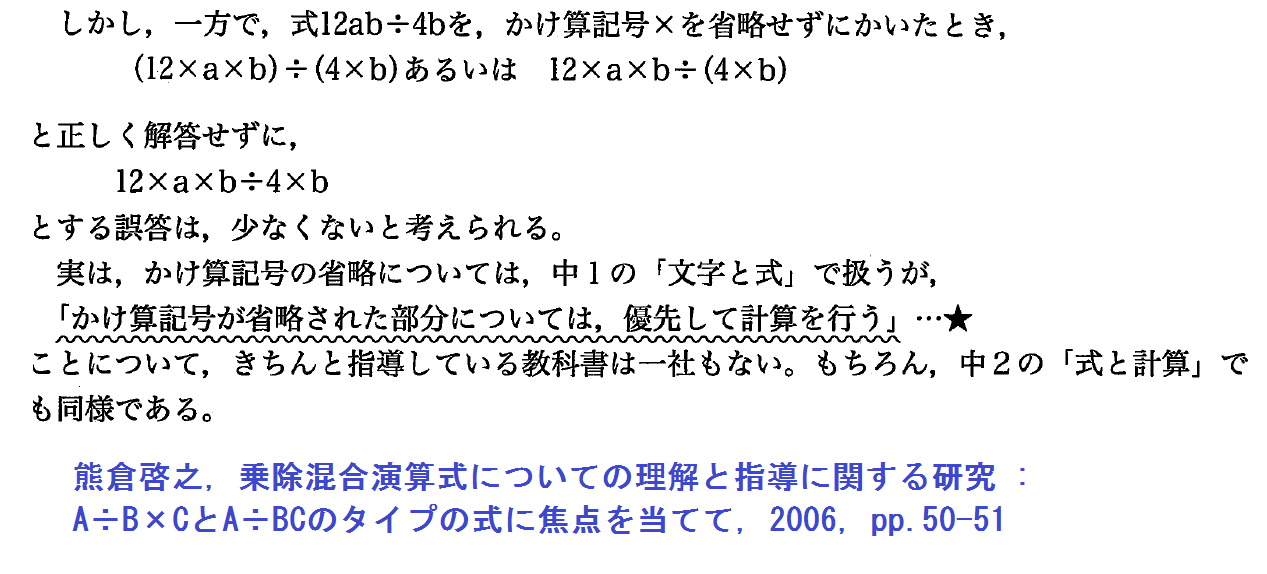 しかし，一方で，式12ab÷4bを，かけ算記号×を省略せずにかいたとき，
(12×a×b)÷(4×b)あるいは　12×a×b÷(4×b)
と正しく解答せずに，
12×a×b÷4×b
とする誤答は，少なくないと考えられる。
実は，かけ算記号の省略については，中１の「文字と式」で扱うが，
「かけ算記号が省略された部分については，優先して計算を行う」…★
ことについて，きちんと指導している教科書は一社もない。もちろん，中２の「式と計算」で
も同様である。
熊倉啓之，乗除混合演算式についての理解と指導に関する研究：
A÷B×CとA÷BCのタイプの式に焦点を当てて，2006，pp.50-51